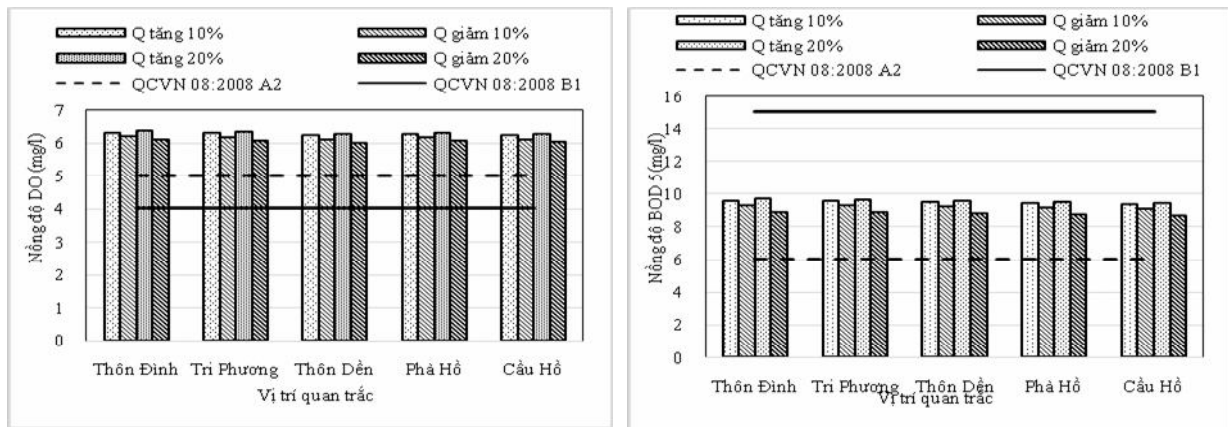 Q tăng 10% Q giảm 10%
Q tăng 20% Q giảm 20%
QCVN 08:2008 A2 QCVN 08:2008 B1
Nồng độ DO (mg/l)
7
6
5
4
3
2
1
0
Thôn Đình Tri Phương Thôn Dền Phà Hồ Cầu Hồ
Vị trí quan trắc
Q tăng 10% Q giảm 10%
Q tăng 20% Q giảm 20%
QCVN 08:2008 A2 QCVN 08:2008 B1
Nồng độ BOD 5 (mg/l)
16
14
12
10
8
6
4
2
0
Thôn Đình Tri Phương Thôn Dền Phà Hồ Cầu Hồ
Vị trí quan trắc